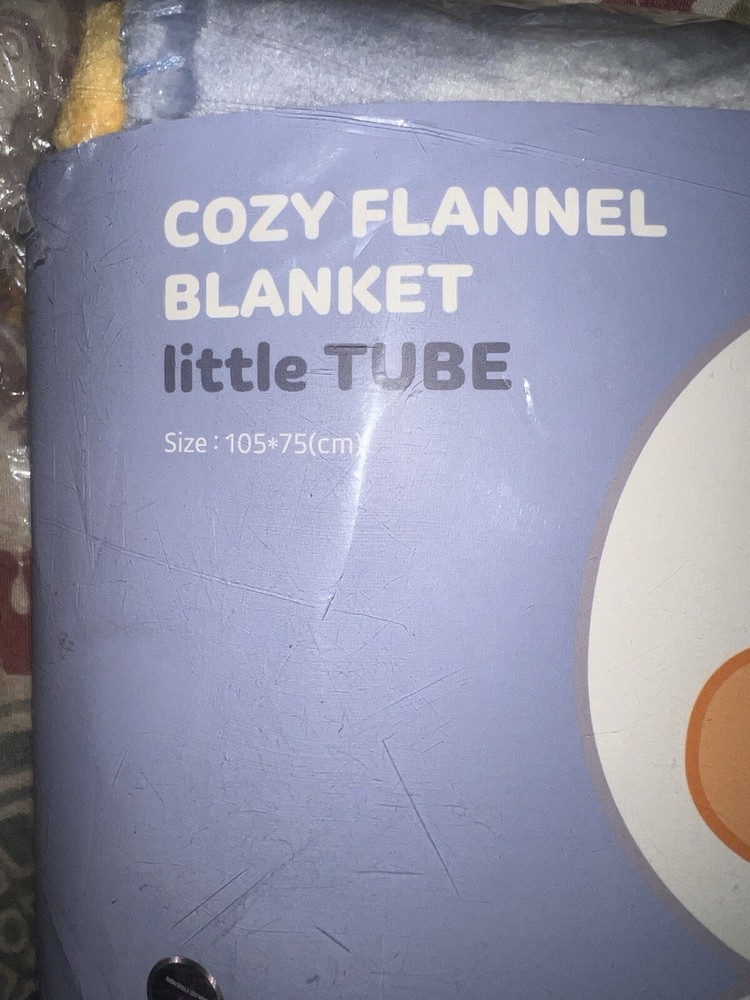 COZY FLANNEL
BLANKET
little TUBE
Size : 105*75(cm)